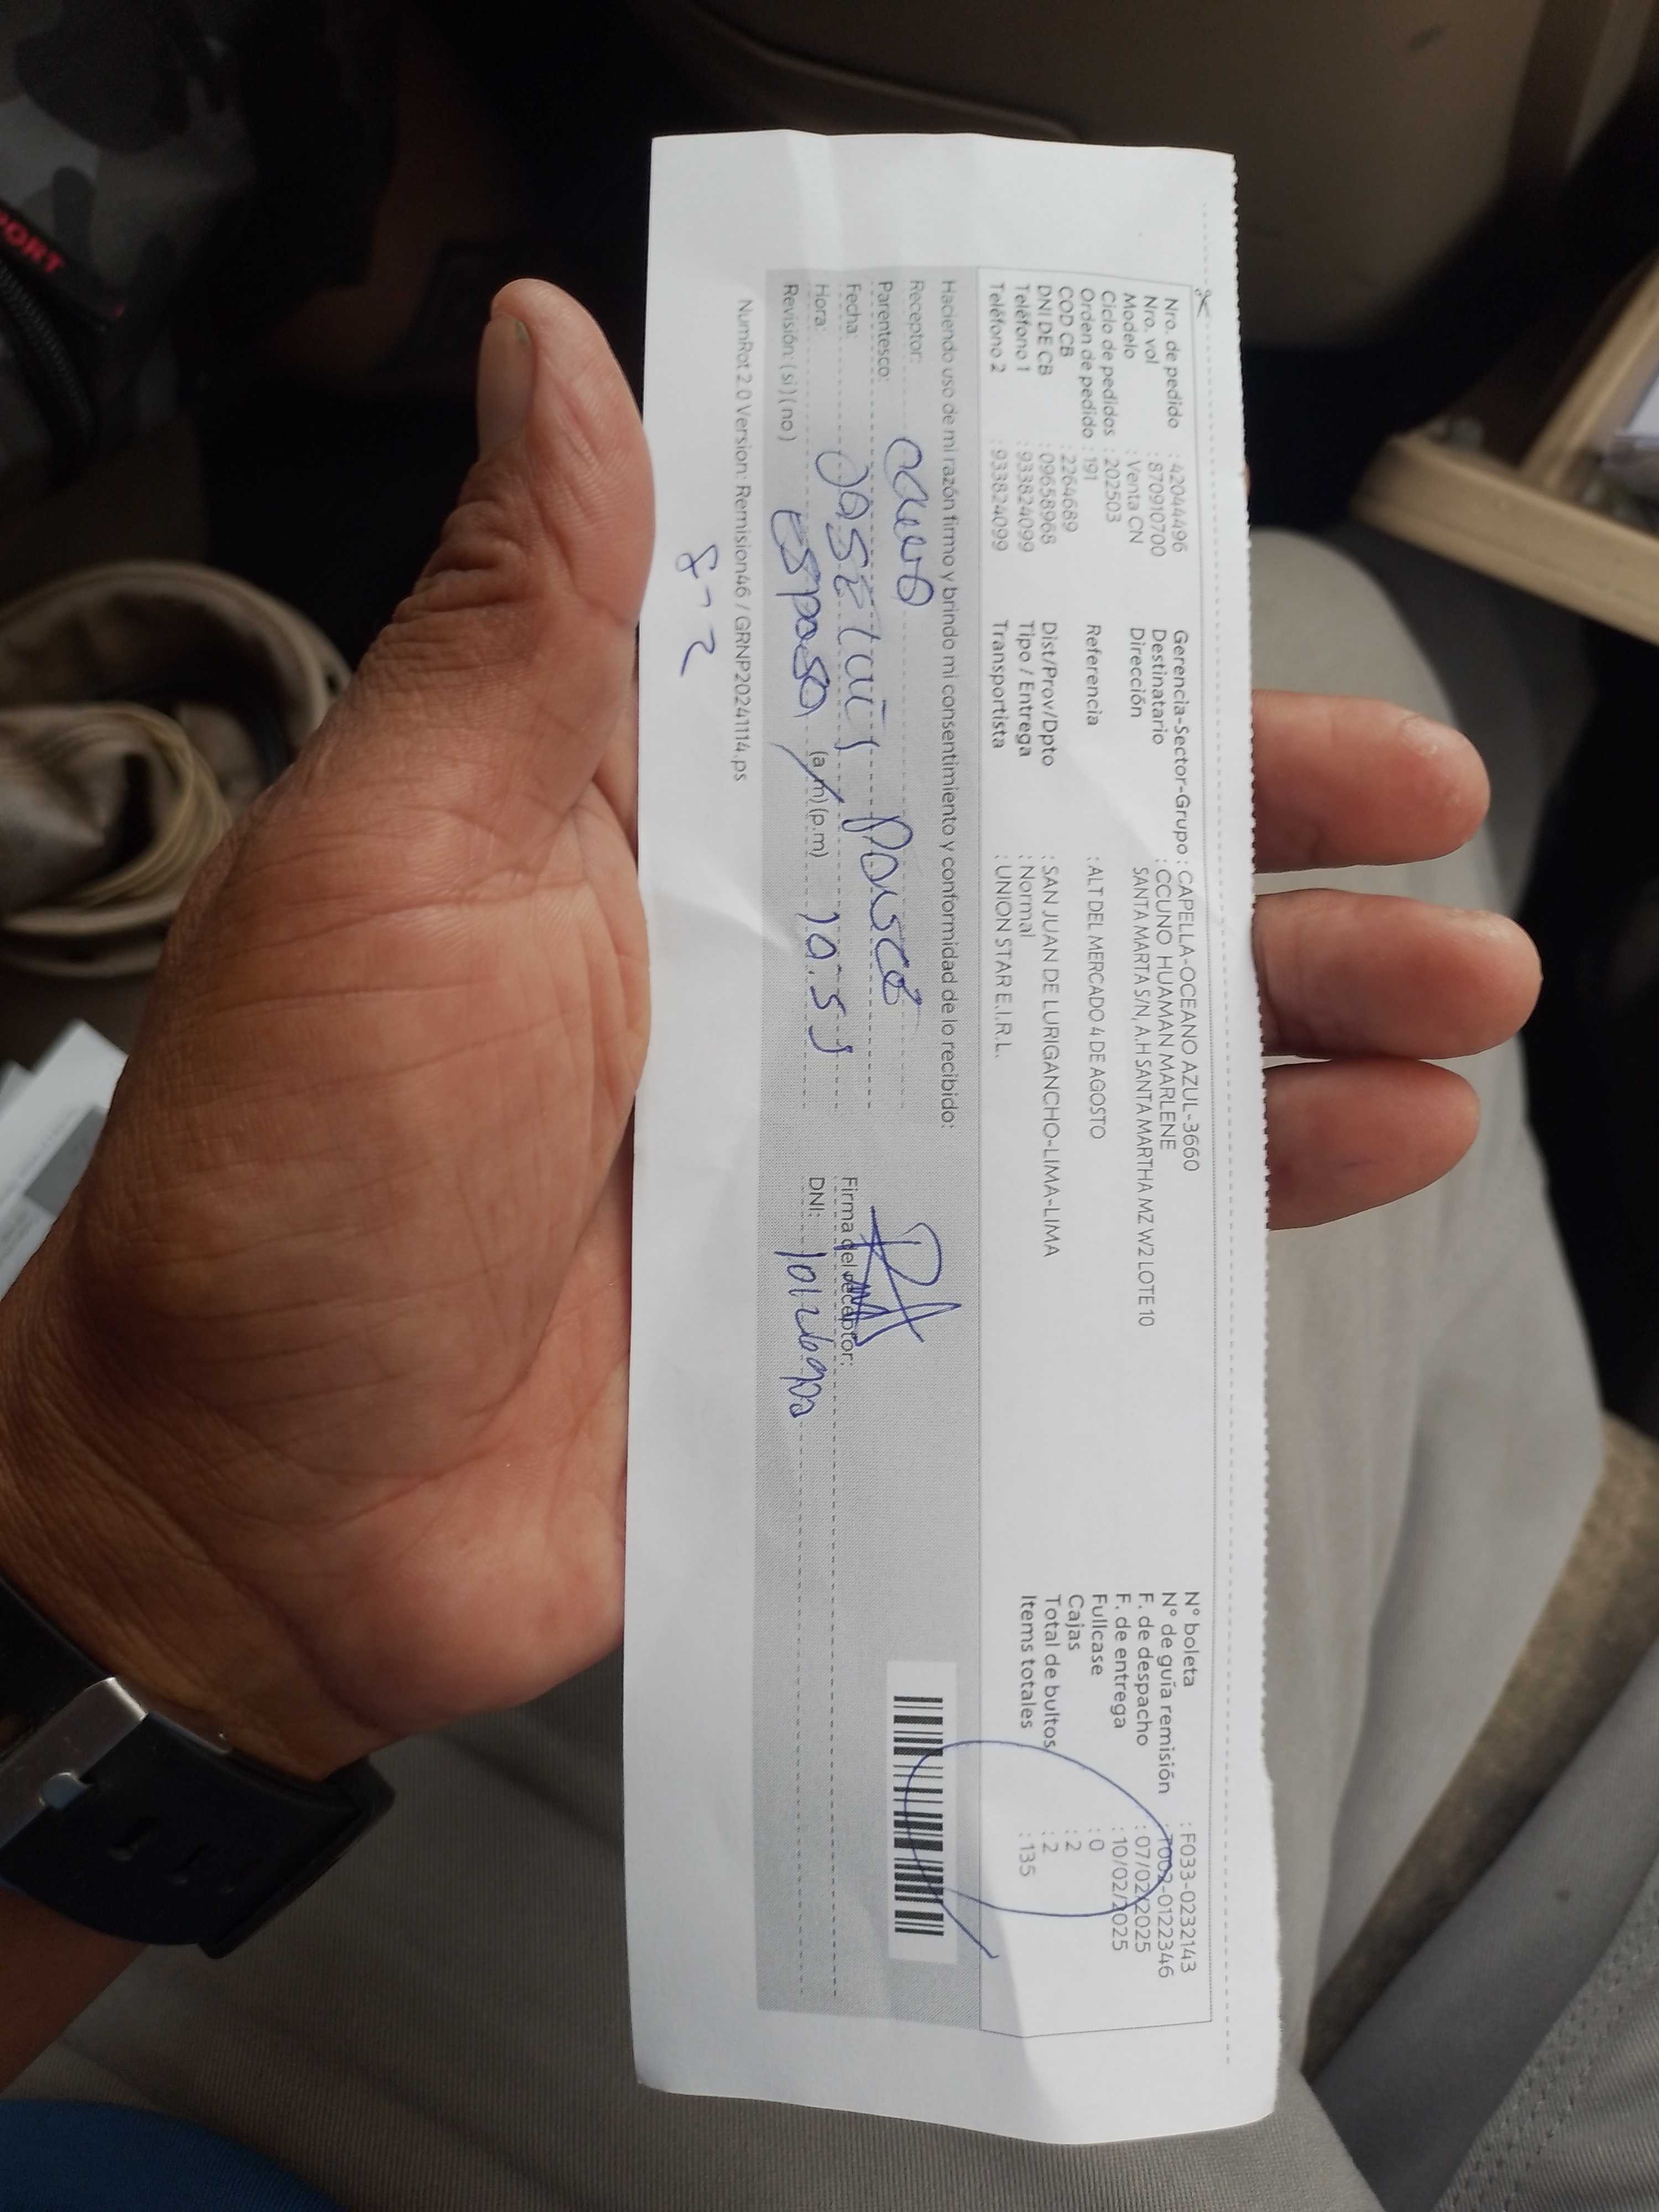 Nro. de pedido : 42044496
Nro. vol : 870910700
Modelo : Venta CN
Ciclo de pedidos : 202503
Orden de pedido : 191
COD CB : 2264689
DNI DE CB : 09658968
Teléfono 1 : 933824099
Teléfono 2 : 933824099
Gerencia-Sector-Grupo : CAPELLA-OCEANO AZUL-3660
Destinatario : CCUNO HUAMAN MARLENE
Dirección SANTA MARTA S/N, A.H SANTA MARTHA MZ W2 LOTE 10
Referencia : ALT DEL MERCADO 4 DE AGOSTO
Dist/Prov/Dpto : SAN JUAN DE LURIGANCHO-LIMA-LIMA
Tipo / Entrega : Normal
Transportista : UNION STAR E.I.R.L.
N° boleta : F033-0232143
N° de guía remisión : T002-0122346
F. de despacho : 07/02/2025
F. de entrega : 10/02/2025
Fullcase : 0
Cajas : 2
Total de bultos : 2
Items totales : 135
Haciendo uso de mi razón firmo y brindo mi consentimiento y conformidad de lo recibido:
Receptor:
Parentesco:
Fecha:
Hora: (a.m) (p.m) 10:55
Revisión: (si) (no) esposo
Firma del receptor:
DNI:
NumRot 2.0 Version: Remision46 / GRNP20241114.ps
8-2
PORT